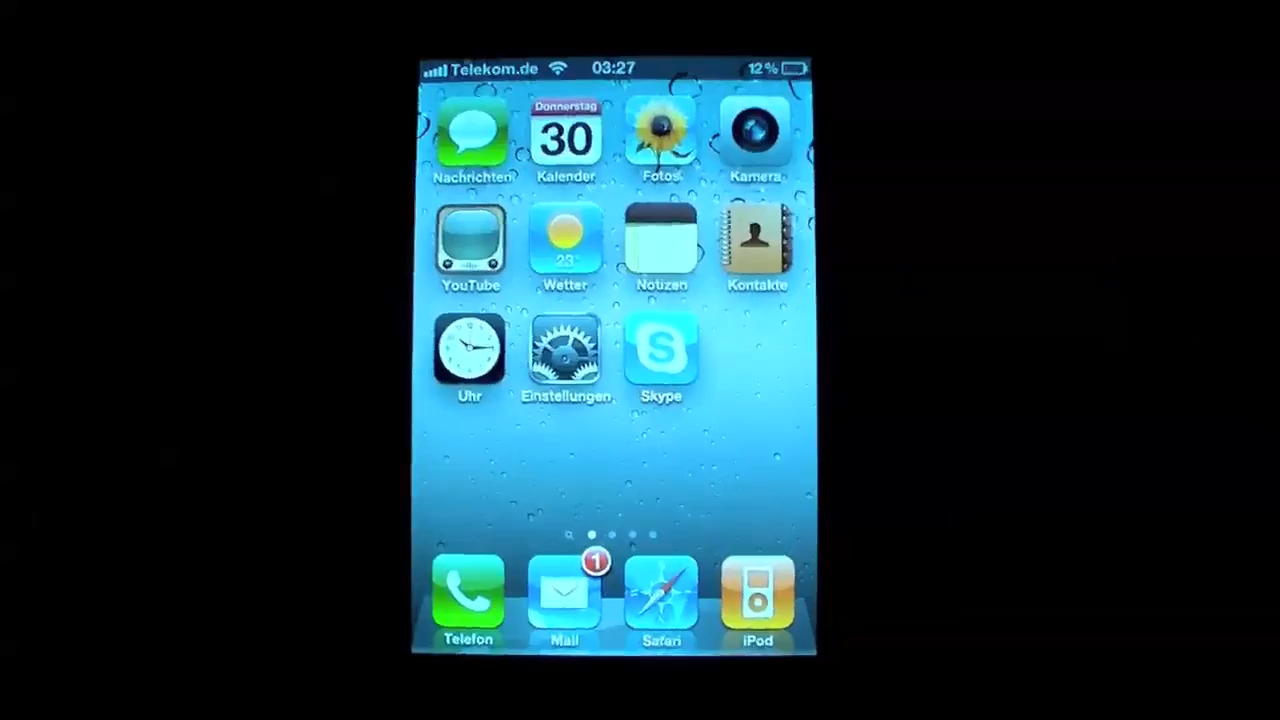 Telekom.de 03:27 12 %
Donnerstag
30
Nachrichten Kalender Fotos Kamera
23°
YouTube Wetter Notizen Kontakte
S
Uhr Einstellungen Skype
1
Telefon Mail Safari iPod